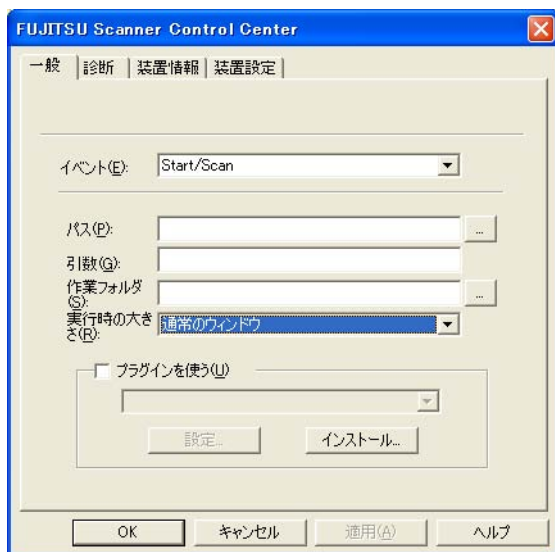 FUJITSU Scanner Control Center
一般 診断 装置情報 装置設定
イベント(E): Start/Scan
パス(P): ...
引数(G):
作業フォルダ
(S): ...
実行時の大き
さ(R): 通常のウィンドウ
プラグインを使う(U)
設定... インストール...
OK キャンセル 適用(A) ヘルプ